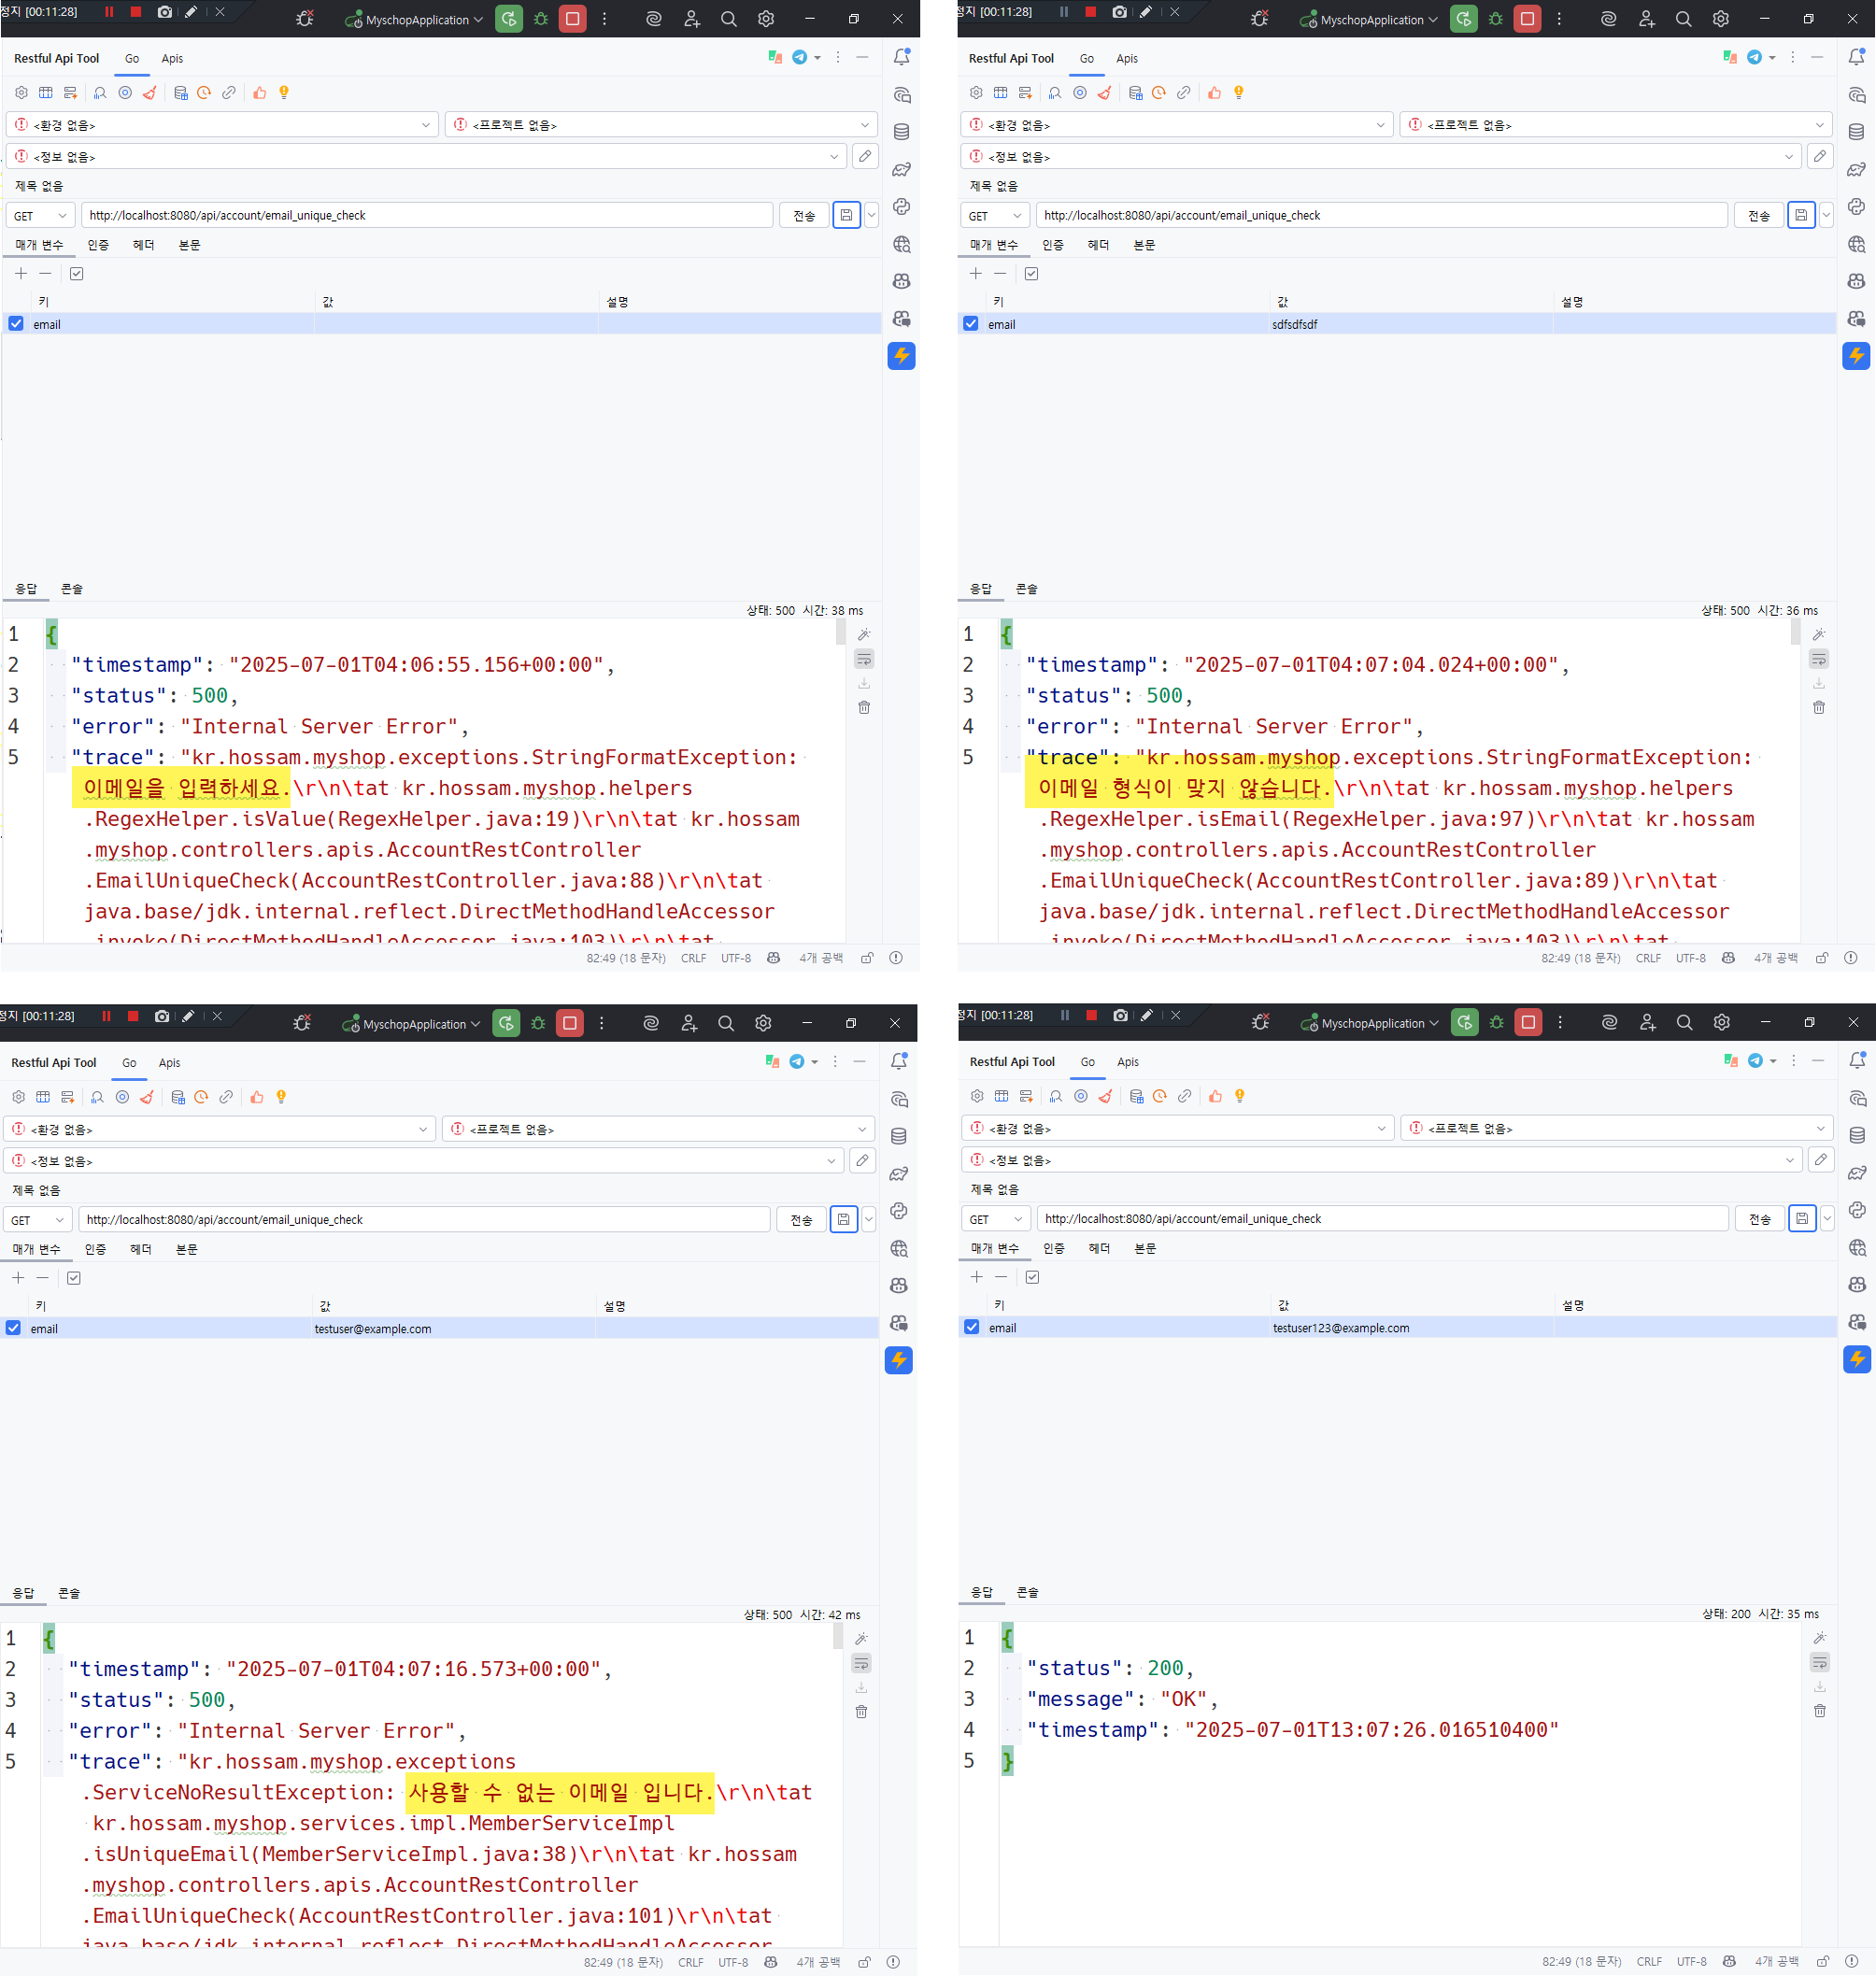 정지 [00:11:28]
MyschopApplication
Restful Api Tool Go Apis
<환경 없음> <프로젝트 없음>
<정보 없음>
제목 없음
GET http://localhost:8080/api/account/email_unique_check 전송
매개 변수 인증 헤더 본문
키 값 설명
email
응답 콘솔
상태: 500 시간: 38 ms
1 {
2 "timestamp": "2025-07-01T04:06:55.156+00:00",
3 "status": 500,
4 "error": "Internal Server Error",
5 "trace": "kr.hossam.myshop.exceptions.StringFormatException:
이메일을 입력하세요.\r\n\tat kr.hossam.myshop.helpers
.RegexHelper.isValue(RegexHelper.java:19)\r\n\tat kr.hossam
.myshop.controllers.apis.AccountRestController
.EmailUniqueCheck(AccountRestController.java:88)\r\n\tat
java.base/jdk.internal.reflect.DirectMethodHandleAccessor
.invoke(DirectMethodHandleAccessor.java:103)\r\n\tat
82:49 (18 문자) CRLF UTF-8 4개 공백
정지 [00:11:28]
MyschopApplication
Restful Api Tool Go Apis
<환경 없음> <프로젝트 없음>
<정보 없음>
제목 없음
GET http://localhost:8080/api/account/email_unique_check 전송
매개 변수 인증 헤더 본문
키 값 설명
email sdfsdfsdf
응답 콘솔
상태: 500 시간: 36 ms
1 {
2 "timestamp": "2025-07-01T04:07:04.024+00:00",
3 "status": 500,
4 "error": "Internal Server Error",
5 "trace": "kr.hossam.myshop.exceptions.StringFormatException:
이메일 형식이 맞지 않습니다.\r\n\tat kr.hossam.myshop.helpers
.RegexHelper.isEmail(RegexHelper.java:97)\r\n\tat kr.hossam
.myshop.controllers.apis.AccountRestController
.EmailUniqueCheck(AccountRestController.java:89)\r\n\tat
java.base/jdk.internal.reflect.DirectMethodHandleAccessor
.invoke(DirectMethodHandleAccessor.java:103)\r\n\tat
82:49 (18 문자) CRLF UTF-8 4개 공백
정지 [00:11:28]
MyschopApplication
Restful Api Tool Go Apis
<환경 없음> <프로젝트 없음>
<정보 없음>
제목 없음
GET http://localhost:8080/api/account/email_unique_check 전송
매개 변수 인증 헤더 본문
키 값 설명
email testuser@example.com
응답 콘솔
상태: 500 시간: 42 ms
1 {
2 "timestamp": "2025-07-01T04:07:16.573+00:00",
3 "status": 500,
4 "error": "Internal Server Error",
5 "trace": "kr.hossam.myshop.exceptions
.ServiceNoResultException: 사용할 수 없는 이메일 입니다.\r\n\tat
kr.hossam.myshop.services.impl.MemberServiceImpl
.isUniqueEmail(MemberServiceImpl.java:38)\r\n\tat kr.hossam
.myshop.controllers.apis.AccountRestController
.EmailUniqueCheck(AccountRestController.java:101)\r\n\tat
java.base/jdk.internal.reflect.DirectMethodHandleAccessor
82:49 (18 문자) CRLF UTF-8 4개 공백
정지 [00:11:28]
MyschopApplication
Restful Api Tool Go Apis
<환경 없음> <프로젝트 없음>
<정보 없음>
제목 없음
GET http://localhost:8080/api/account/email_unique_check 전송
매개 변수 인증 헤더 본문
키 값 설명
email testuser123@example.com
응답 콘솔
상태: 200 시간: 35 ms
1 {
2 "status": 200,
3 "message": "OK",
4 "timestamp": "2025-07-01T13:07:26.016510400"
5 }
82:49 (18 문자) CRLF UTF-8 4개 공백